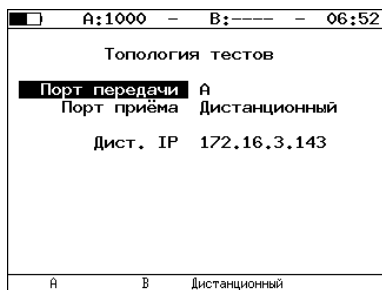 A:1000 – B:---- – 06:52
Топология тестов
Порт передачи A
Порт приёма Дистанционный
Дист. IP 172.16.3.143
A B Дистанционный